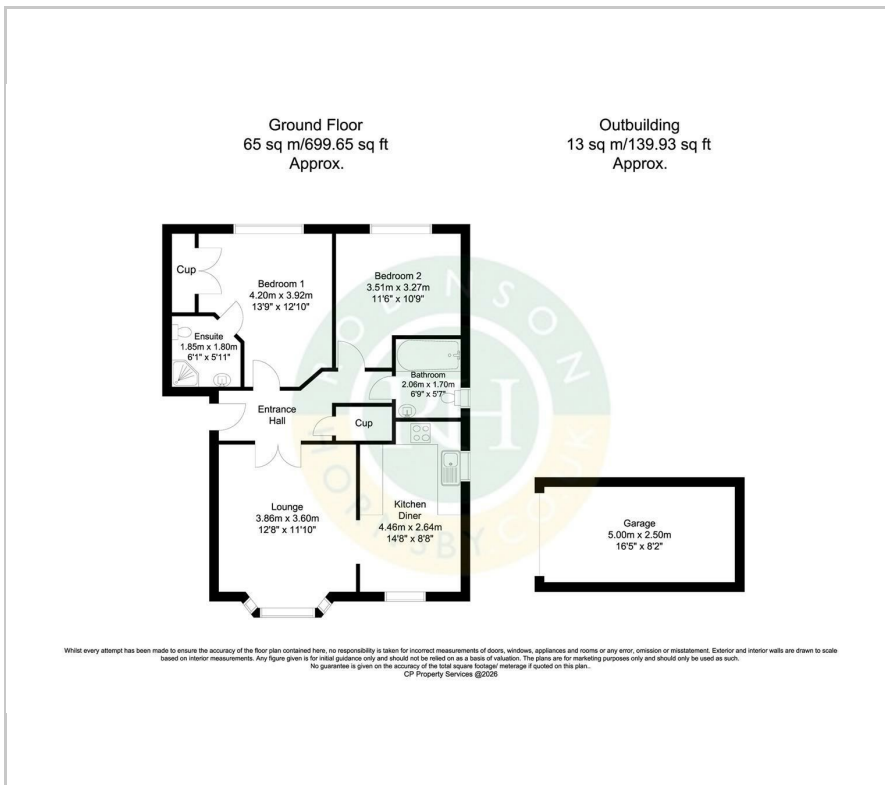 Ground Floor
65 sq m/699.65 sq ft
Approx.
Outbuilding
13 sq m/139.93 sq ft
Approx.
Cup
Bedroom 1
4.20m x 3.92m
13'9" x 12'10"
Bedroom 2
3.51m x 3.27m
11'6" x 10'9"
Ensuite
1.85m x 1.80m
6'1" x 5'11"
Bathroom
2.06m x 1.70m
6'9" x 5'7"
Entrance
Hall
Cup
Lounge
3.86m x 3.60m
12'8" x 11'10"
Kitchen
Diner
4.46m x 2.64m
14'8" x 8'8"
Garage
5.00m x 2.50m
16'5" x 8'2"
ROBINSON
RH
HORNSBY CO UK
Whilst every attempt has been made to ensure the accuracy of the floor plan contained here, no responsibility is taken for incorrect measurements of doors, windows, appliances and rooms or any error, omission or misstatement. Exterior and interior walls are drawn to scale
based on interior measurements. Any figure given is for initial guidance only and should not be relied on as a basis of valuation. The plans are for marketing purposes only and should only be used as such.
No guarantee is given on the accuracy of the total square footage/ meterage if quoted on this plan..
CP Property Services @2026